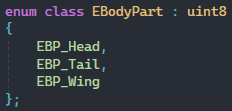 enum class EBodyPart : uint8
{
    EBP_Head,
    EBP_Tail,
    EBP_Wing
};